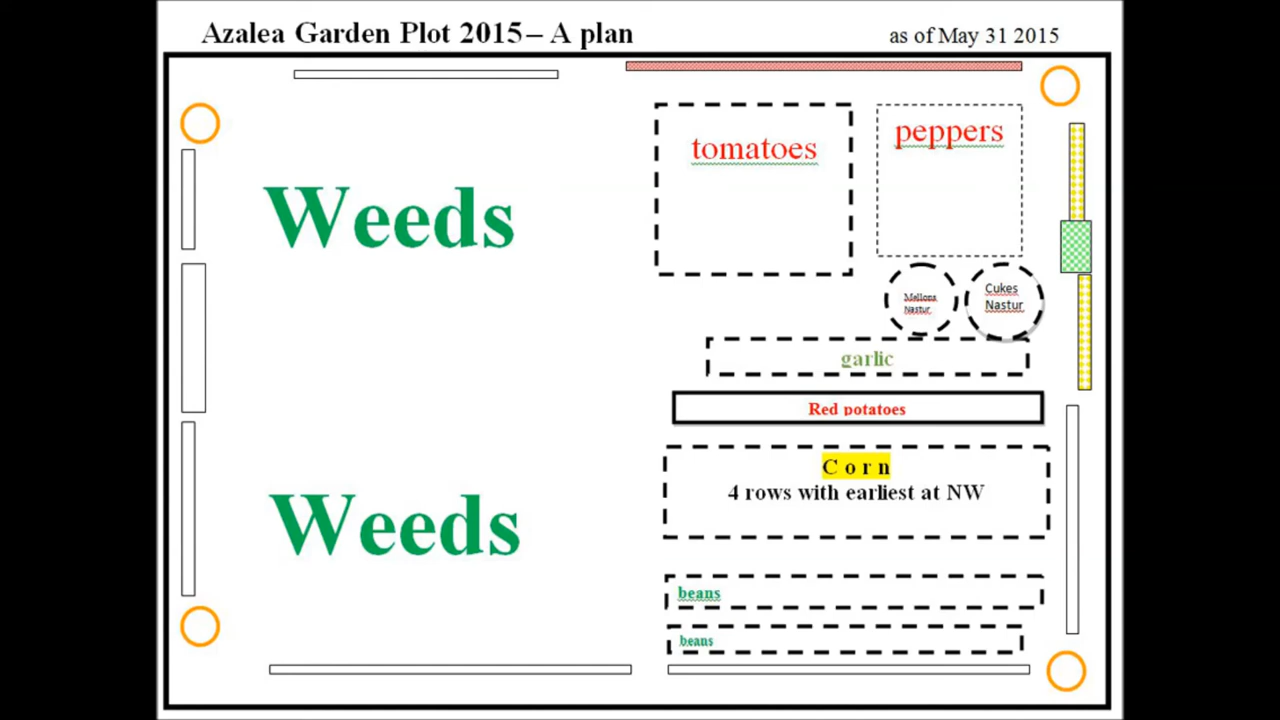 Azalea Garden Plot 2015– A plan
as of May 31 2015
tomatoes
peppers
Weeds
Mellons
Nastur
Cukes
Nastur
garlic
Red potatoes
C o r n
4 rows with earliest at NW
Weeds
beans
beans